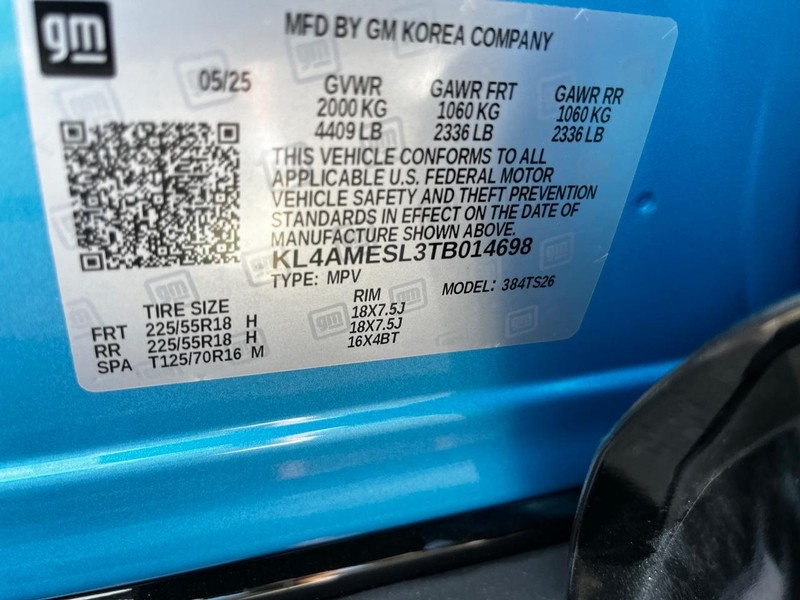 gm
MFD BY GM KOREA COMPANY
05/25 GVWR GAWR FRT GAWR RR
2000 KG 1060 KG 1060 KG
4409 LB 2336 LB 2336 LB
THIS VEHICLE CONFORMS TO ALL
APPLICABLE U.S. FEDERAL MOTOR
VEHICLE SAFETY AND THEFT PREVENTION
STANDARDS IN EFFECT ON THE DATE OF
MANUFACTURE SHOWN ABOVE.
KL4AMESL3TB014698
TYPE: MPV MODEL: 384TS26
TIRE SIZE RIM
FRT 225/55R18 H 18X7.5J
RR 225/55R18 H 18X7.5J
SPA T125/70R16 M 16X4BT